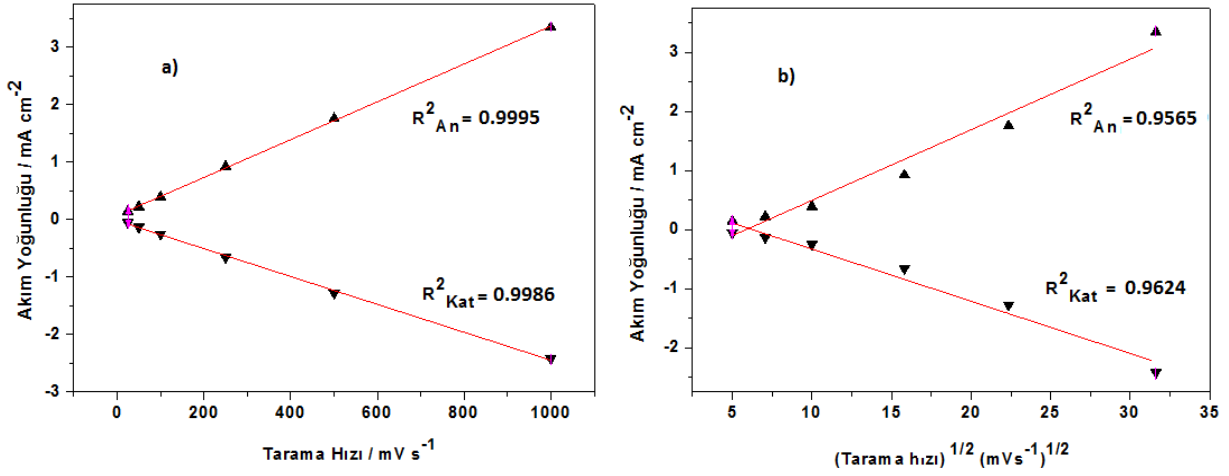 a)
R²An = 0.9995
R²Kat = 0.9986
Akım Yoğunluğu / mA cm-2
3
2
1
0
-1
-2
-3
0 200 400 600 800 1000
Tarama Hızı / mV s-1
b)
R²An = 0.9565
R²Kat = 0.9624
Akım Yoğunluğu / mA cm-2
3
2
1
0
-1
-2
5 10 15 20 25 30 35
(Tarama hızı) 1/2 (mVs-1)1/2